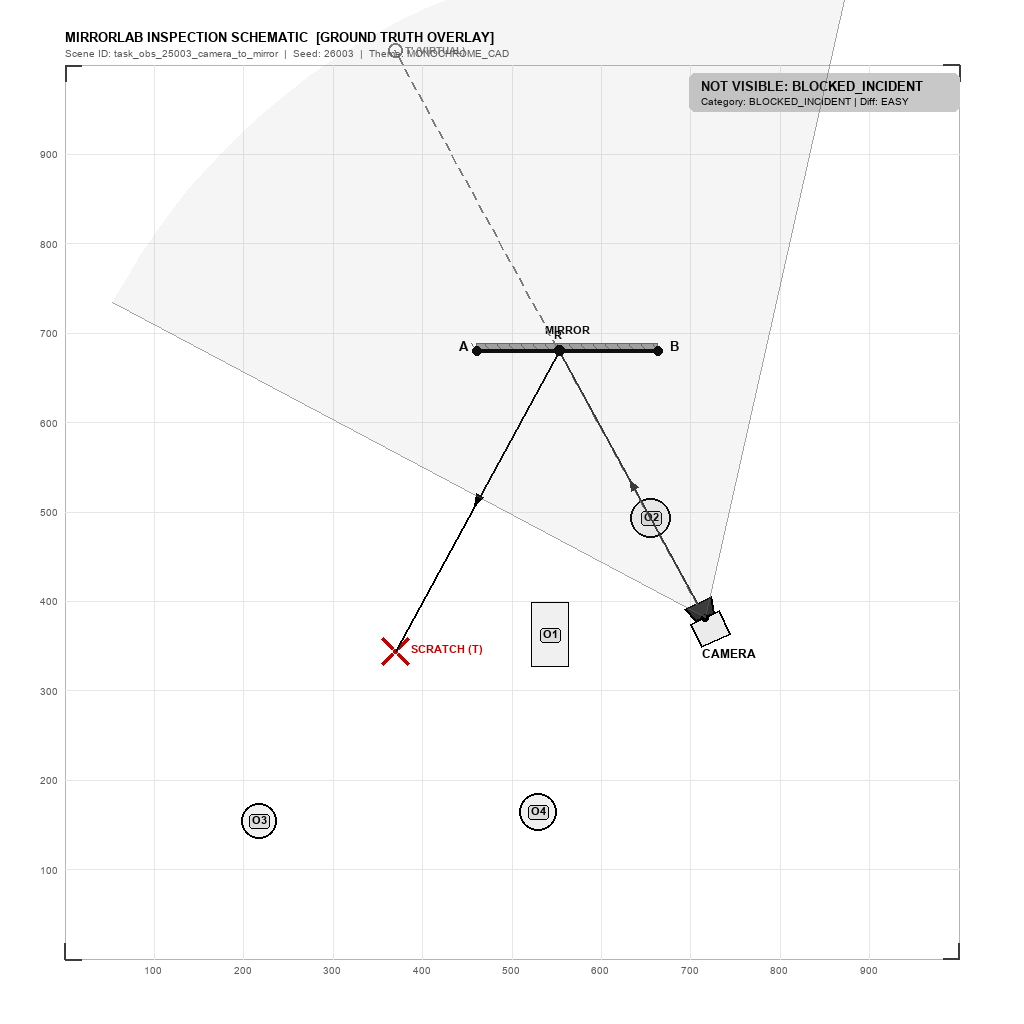 MIRRORLAB INSPECTION SCHEMATIC [GROUND TRUTH OVERLAY]
T' (VIRTUAL)
Scene ID: task_obs_25003_camera_to_mirror | Seed: 26003 | Theme: MONOCHROME_CAD
NOT VISIBLE: BLOCKED_INCIDENT
Category: BLOCKED_INCIDENT | Diff: EASY
900
800
700
MIRROR
R
A
B
600
500
O2
400
O1
SCRATCH (T)
CAMERA
300
200
O3
O4
100
100 200 300 400 500 600 700 800 900